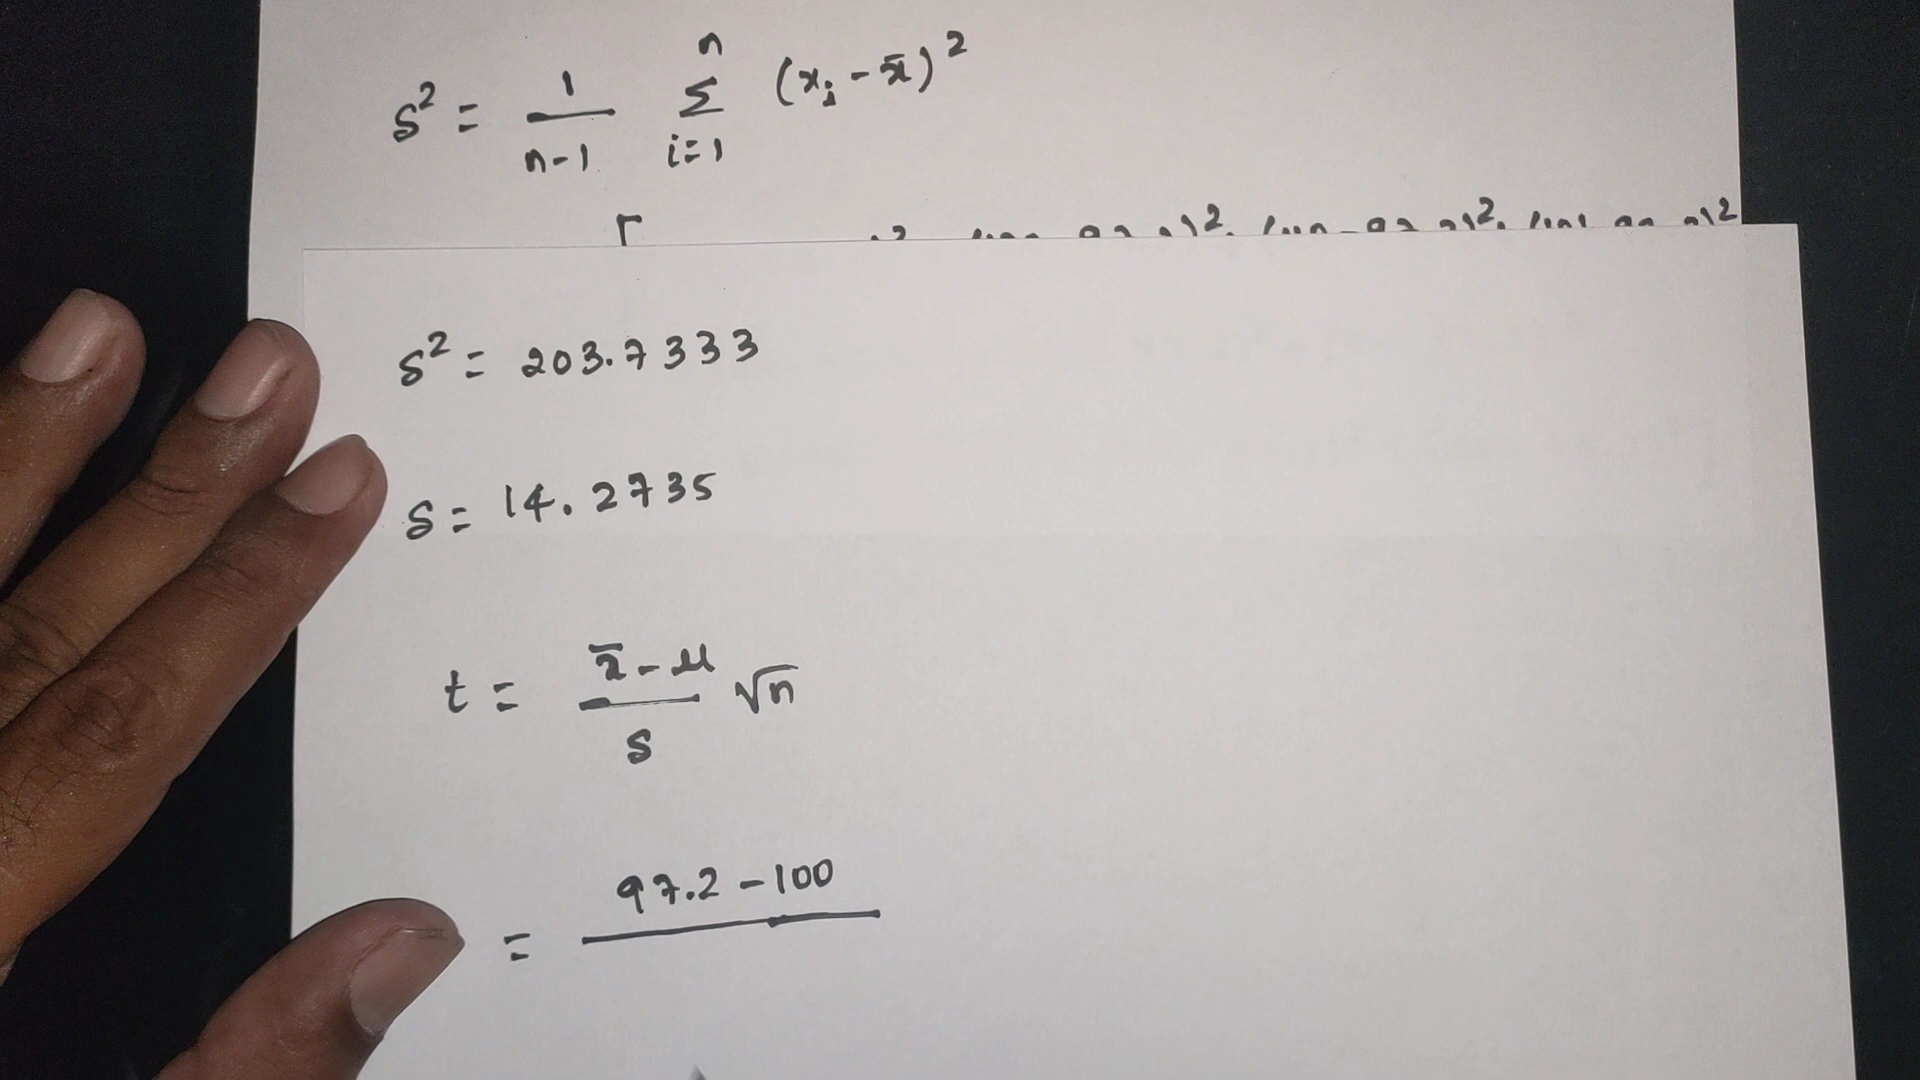 s² = 1/(n-1) Σ_{i=1}^{n} (xᵢ - x̄)²
s² = 203.7333
s = 14.2735
t = (x̄ - μ)/s √n
= 97.2 - 100